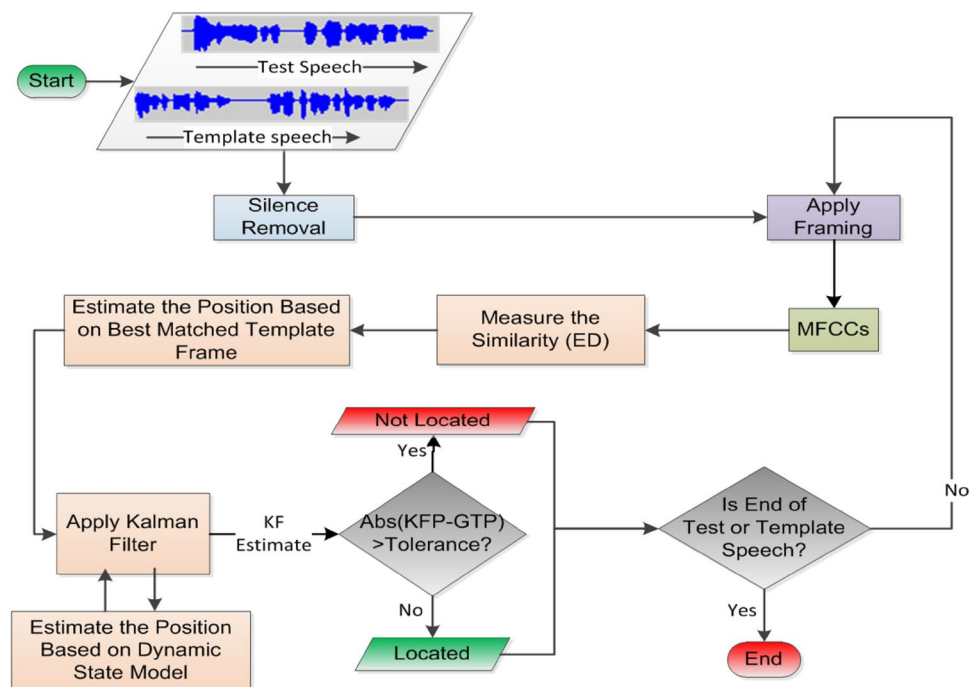 Start
Test Speech
Template speech
Silence
Removal
Apply
Framing
MFCCs
Measure the
Similarity (ED)
Estimate the Position Based
on Best Matched Template
Frame
Apply Kalman
Filter
Estimate the Position
Based on Dynamic
State Model
KF
Estimate
Abs(KFP-GTP)
>Tolerance?
Yes
Not Located
No
Located
Is End of
Test or Template
Speech?
No
Yes
End